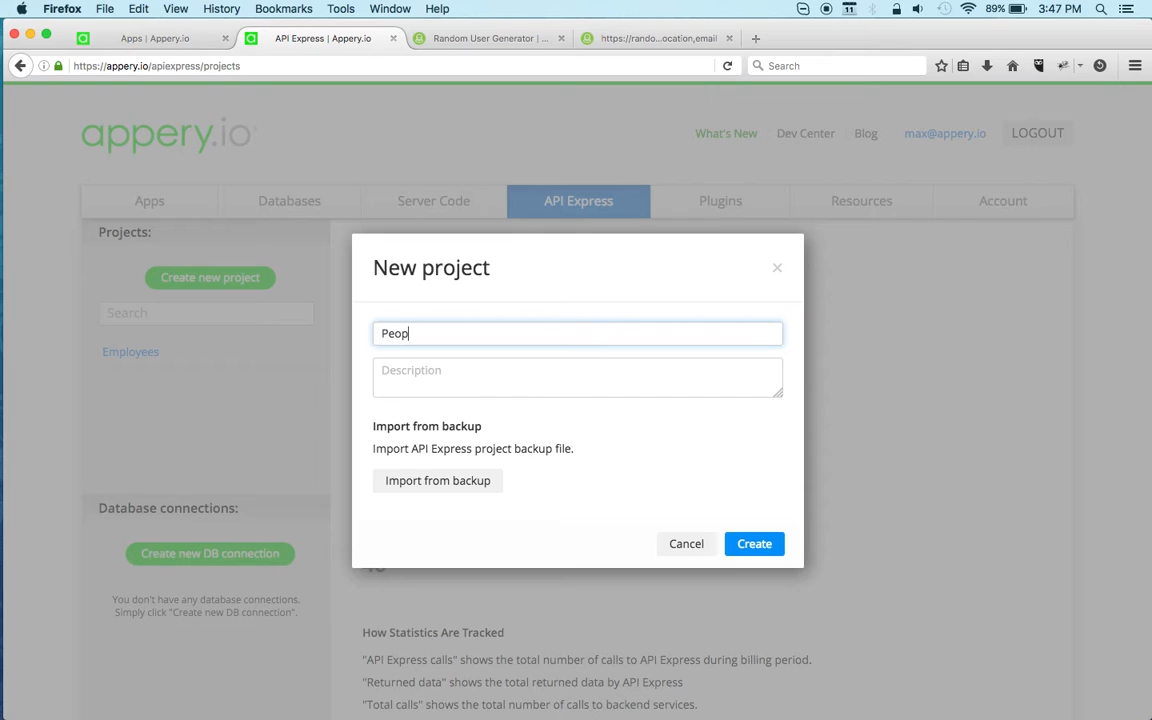 Firefox File Edit View History Bookmarks Tools Window Help 11 89% 3:47 PM
Apps | Appery.io API Express | Appery.io Random User Generator | ... https://rando...ocation,email
https://appery.io/apiexpress/projects Search
appery.io What's New Dev Center Blog max@appery.io LOGOUT
Apps Databases Server Code API Express Plugins Resources Account
Projects:
Create new project
Search
Employees
New project
Peop
Description
Import from backup
Import API Express project backup file.
Import from backup
Cancel Create
Database connections:
Create new DB connection
You don't have any database connections.
Simply click "Create new DB connection".
How Statistics Are Tracked
"API Express calls" shows the total number of calls to API Express during billing period.
"Returned data" shows the total returned data by API Express
"Total calls" shows the total number of calls to backend services.